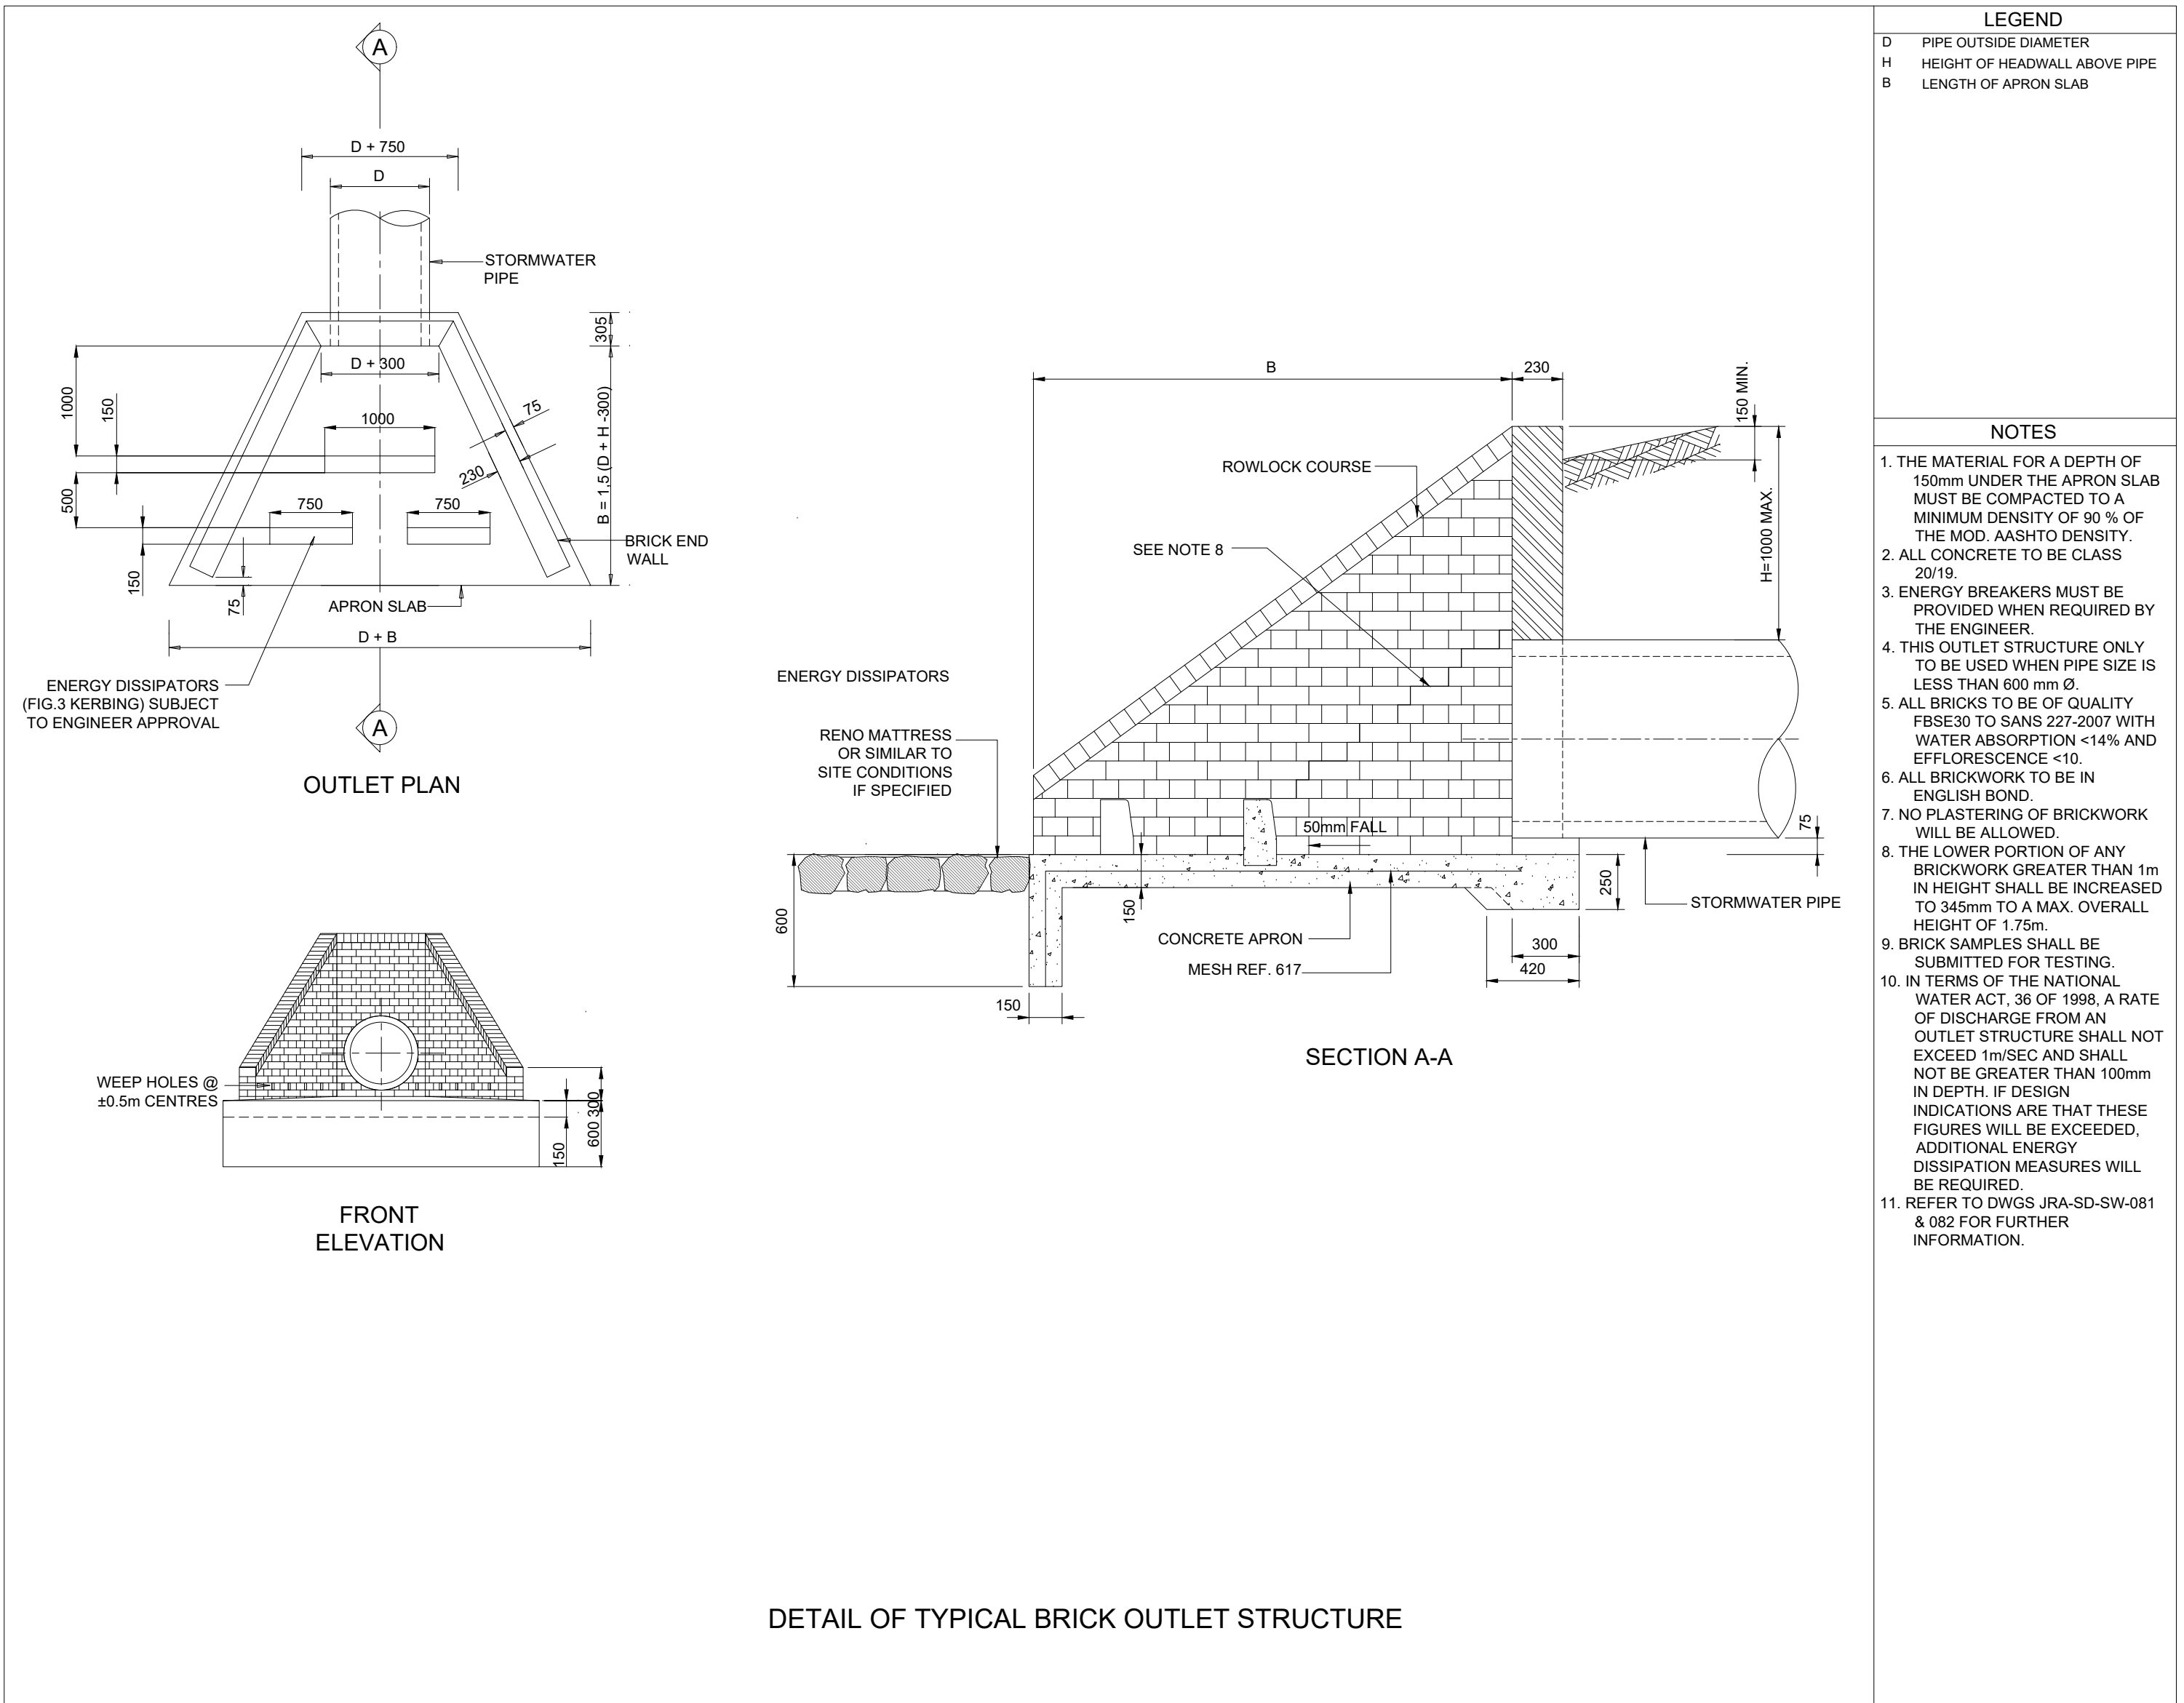 A
D + 750
D
STORMWATER
PIPE
305
D + 300
1000
150
1000
75
230
B = 1,5 (D + H -300)
500
750
750
150
75
BRICK END
WALL
APRON SLAB
D + B
ENERGY DISSIPATORS
(FIG.3 KERBING) SUBJECT
TO ENGINEER APPROVAL
A
OUTLET PLAN
WEEP HOLES @
±0.5m CENTRES
300
600
150
FRONT
ELEVATION
B
230
150 MIN.
ROWLOCK COURSE
SEE NOTE 8
H=1000 MAX.
ENERGY DISSIPATORS
RENO MATTRESS
OR SIMILAR TO
SITE CONDITIONS
IF SPECIFIED
50mm FALL
75
600
150
250
STORMWATER PIPE
CONCRETE APRON
MESH REF. 617
300
420
150
SECTION A-A
DETAIL OF TYPICAL BRICK OUTLET STRUCTURE
LEGEND
D PIPE OUTSIDE DIAMETER
H HEIGHT OF HEADWALL ABOVE PIPE
B LENGTH OF APRON SLAB
NOTES
1. THE MATERIAL FOR A DEPTH OF
150mm UNDER THE APRON SLAB
MUST BE COMPACTED TO A
MINIMUM DENSITY OF 90 % OF
THE MOD. AASHTO DENSITY.
2. ALL CONCRETE TO BE CLASS
20/19.
3. ENERGY BREAKERS MUST BE
PROVIDED WHEN REQUIRED BY
THE ENGINEER.
4. THIS OUTLET STRUCTURE ONLY
TO BE USED WHEN PIPE SIZE IS
LESS THAN 600 mm Ø.
5. ALL BRICKS TO BE OF QUALITY
FBSE30 TO SANS 227-2007 WITH
WATER ABSORPTION <14% AND
EFFLORESCENCE <10.
6. ALL BRICKWORK TO BE IN
ENGLISH BOND.
7. NO PLASTERING OF BRICKWORK
WILL BE ALLOWED.
8. THE LOWER PORTION OF ANY
BRICKWORK GREATER THAN 1m
IN HEIGHT SHALL BE INCREASED
TO 345mm TO A MAX. OVERALL
HEIGHT OF 1.75m.
9. BRICK SAMPLES SHALL BE
SUBMITTED FOR TESTING.
10. IN TERMS OF THE NATIONAL
WATER ACT, 36 OF 1998, A RATE
OF DISCHARGE FROM AN
OUTLET STRUCTURE SHALL NOT
EXCEED 1m/SEC AND SHALL
NOT BE GREATER THAN 100mm
IN DEPTH. IF DESIGN
INDICATIONS ARE THAT THESE
FIGURES WILL BE EXCEEDED,
ADDITIONAL ENERGY
DISSIPATION MEASURES WILL
BE REQUIRED.
11. REFER TO DWGS JRA-SD-SW-081
& 082 FOR FURTHER
INFORMATION.